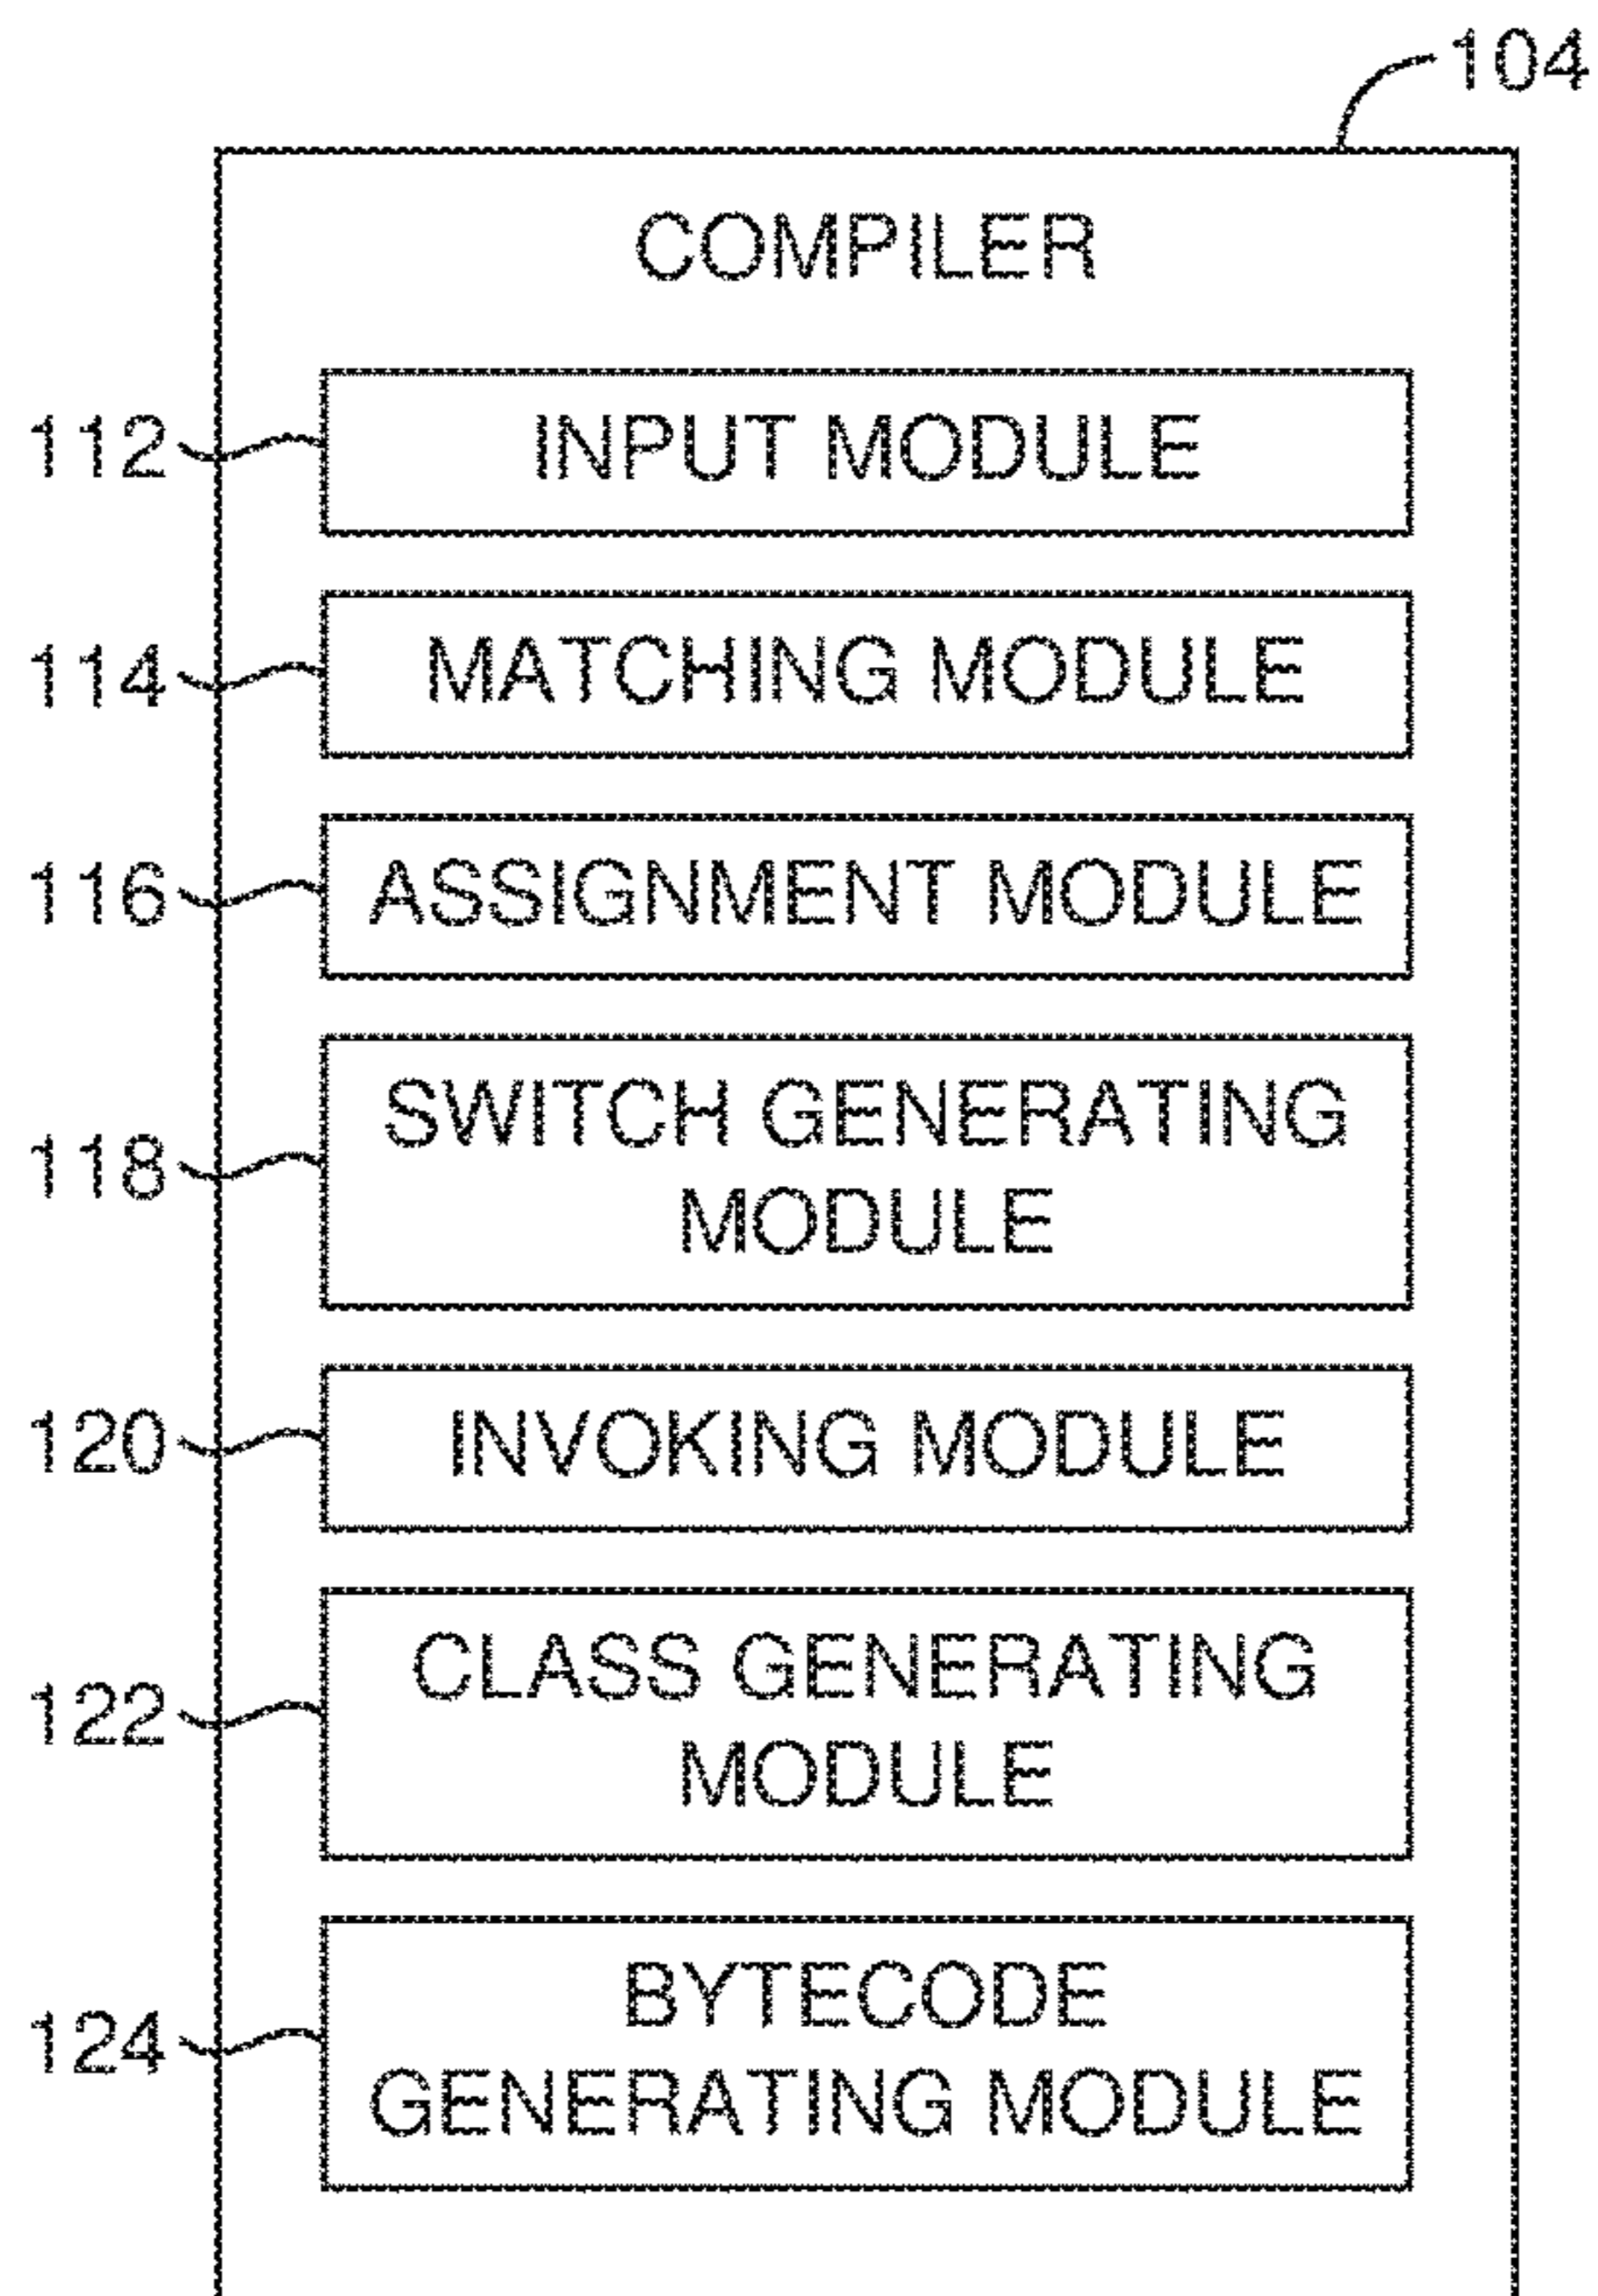 104
COMPILER
112
INPUT MODULE
114
MATCHING MODULE
116
ASSIGNMENT MODULE
118
SWITCH GENERATING
MODULE
120
INVOKING MODULE
122
CLASS GENERATING
MODULE
124
BYTECODE
GENERATING MODULE